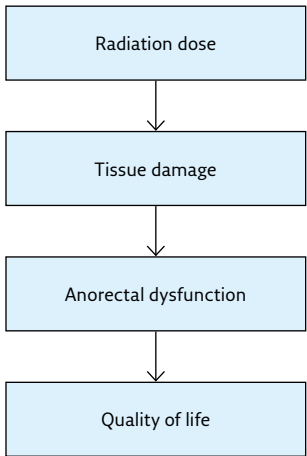 Radiation dose
Tissue damage
Anorectal dysfunction
Quality of life